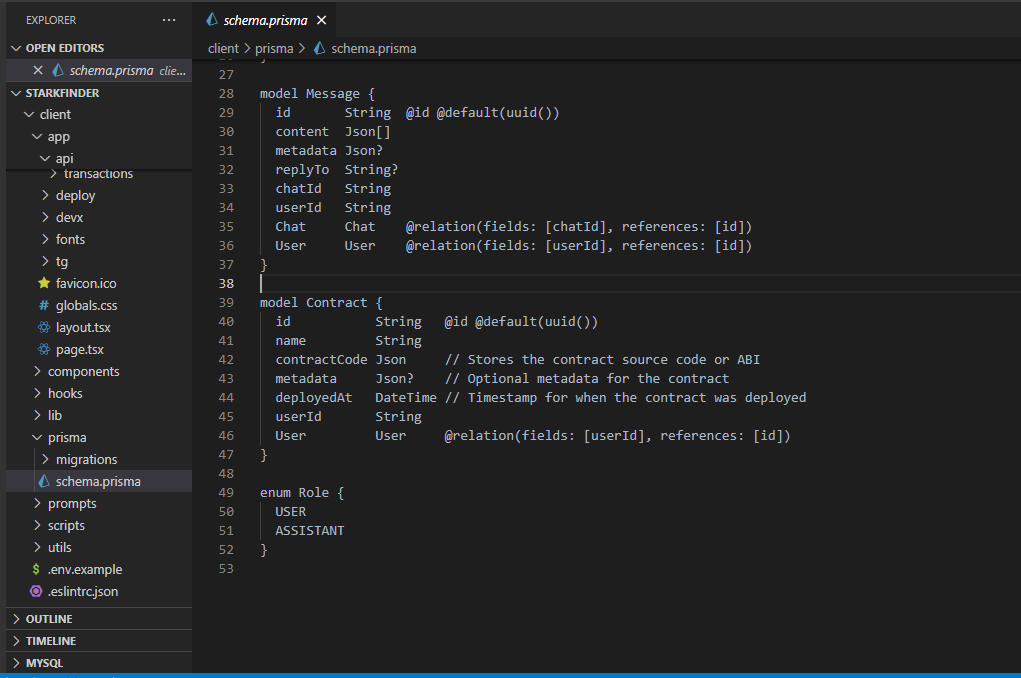 EXPLORER
···
OPEN EDITORS
schema.prisma clie...
STARKFINDER
client
app
api
transactions
deploy
devx
fonts
tg
favicon.ico
# globals.css
layout.tsx
page.tsx
components
hooks
lib
prisma
migrations
schema.prisma
prompts
scripts
utils
$ .env.example
.eslintrc.json
OUTLINE
TIMELINE
MYSQL
schema.prisma
client > prisma > schema.prisma
27
28 model Message {
29 id String @id @default(uuid())
30 content Json[]
31 metadata Json?
32 replyTo String?
33 chatId String
34 userId String
35 Chat Chat @relation(fields: [chatId], references: [id])
36 User User @relation(fields: [userId], references: [id])
37 }
38
39 model Contract {
40 id String @id @default(uuid())
41 name String
42 contractCode Json // Stores the contract source code or ABI
43 metadata Json? // Optional metadata for the contract
44 deployedAt DateTime // Timestamp for when the contract was deployed
45 userId String
46 User User @relation(fields: [userId], references: [id])
47 }
48
49 enum Role {
50 USER
51 ASSISTANT
52 }
53